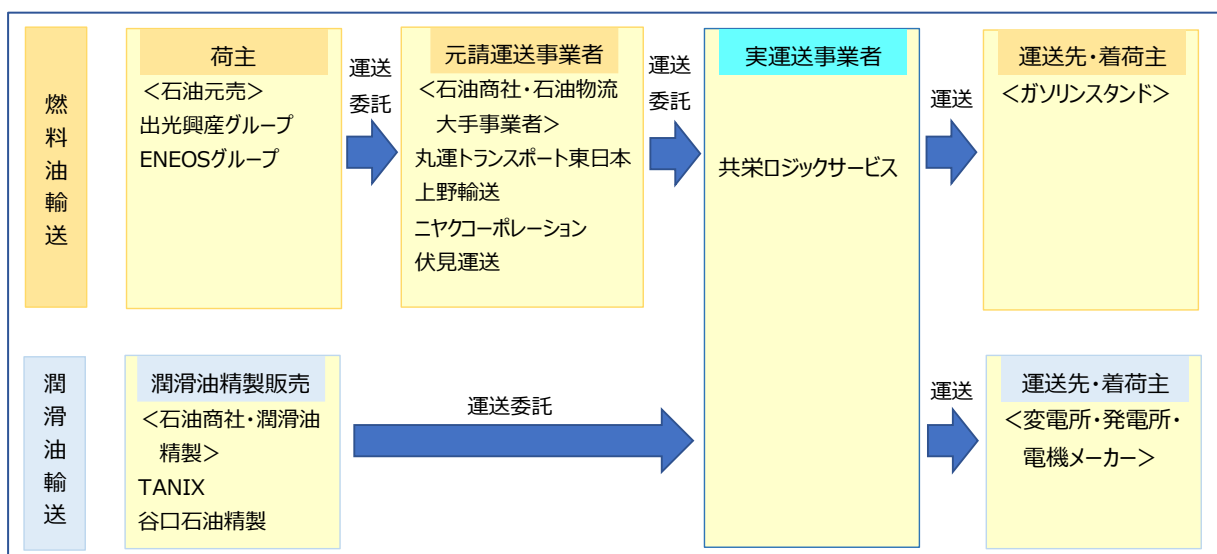 燃料油輸送
荷主
＜石油元売＞
出光興産グループ
ENEOSグループ
運送
委託
元請運送事業者
＜石油商社・石油物流
大手事業者＞
丸運トランスポート東日本
上野輸送
ニヤクコーポレーション
伏見運送
運送
委託
実運送事業者
共栄ロジックサービス
運送
運送先・着荷主
＜ガソリンスタンド＞
潤滑油輸送
潤滑油精製販売
＜石油商社・潤滑油
精製＞
TANIX
谷口石油精製
運送委託
運送
運送先・着荷主
＜変電所・発電所・
電機メーカー＞